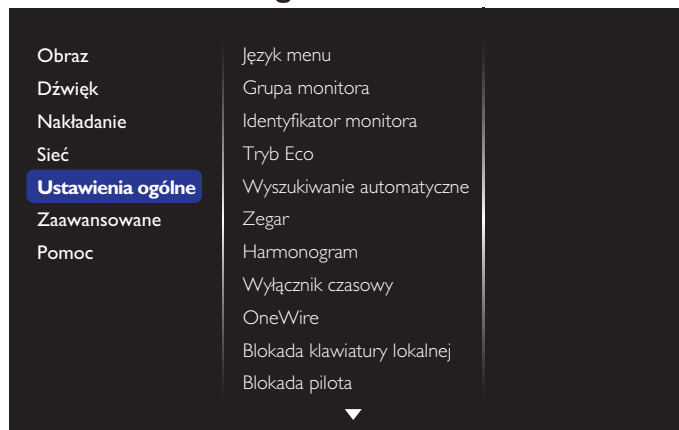 Obraz
Dźwięk
Nakładanie
Sieć
Ustawienia ogólne
Zaawansowane
Pomoc
Język menu
Grupa monitora
Identyfikator monitora
Tryb Eco
Wyszukiwanie automatyczne
Zegar
Harmonogram
Wyłącznik czasowy
OneWire
Blokada klawiatury lokalnej
Blokada pilota